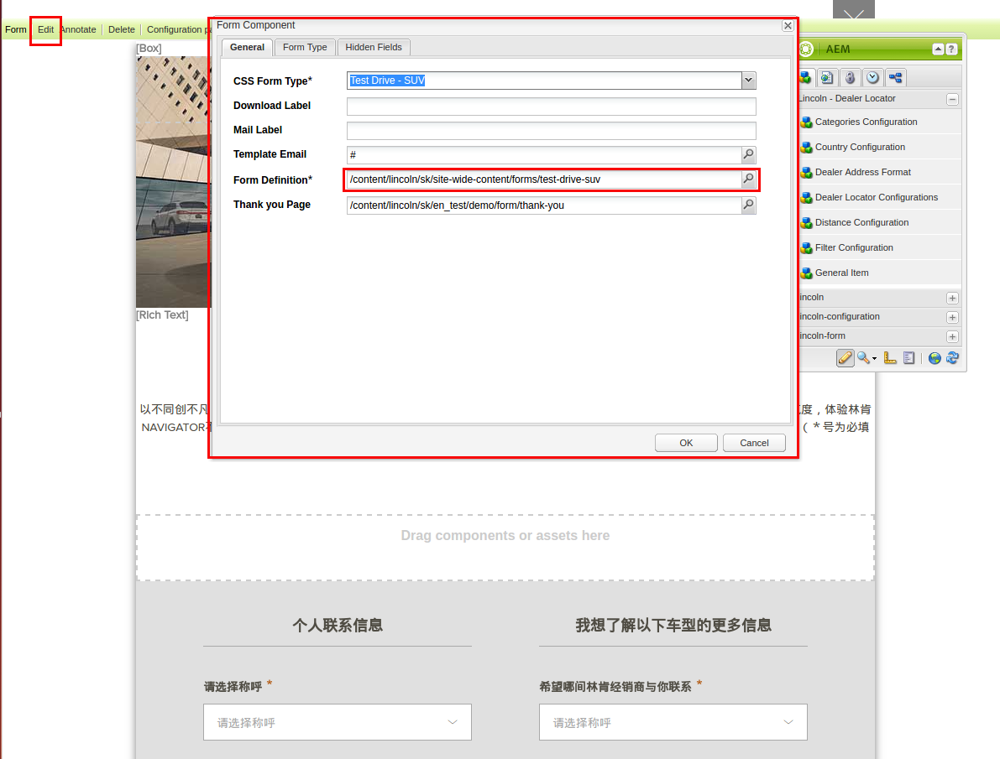 Form Edit Annotate Delete Configuration pa
Form Component
General Form Type Hidden Fields
CSS Form Type* Test Drive - SUV
Download Label
Mail Label
Template Email #
Form Definition* /content/lincoln/sk/site-wide-content/forms/test-drive-suv
Thank you Page /content/lincoln/sk/en_test/demo/form/thank-you
OK Cancel
AEM ?
Lincoln - Dealer Locator
Categories Configuration
Country Configuration
Dealer Address Format
Dealer Locator Configurations
Distance Configuration
Filter Configuration
General Item
incoln
incoln-configuration
incoln-form
[Box]
[Rich Text]
以不同创不凡 度，体验林肯
NAVIGATOR （ * 号为必填
Drag components or assets here
个人联系信息
请选择称呼 *
请选择称呼
我想了解以下车型的更多信息
希望哪间林肯经销商与你联系 *
请选择称呼